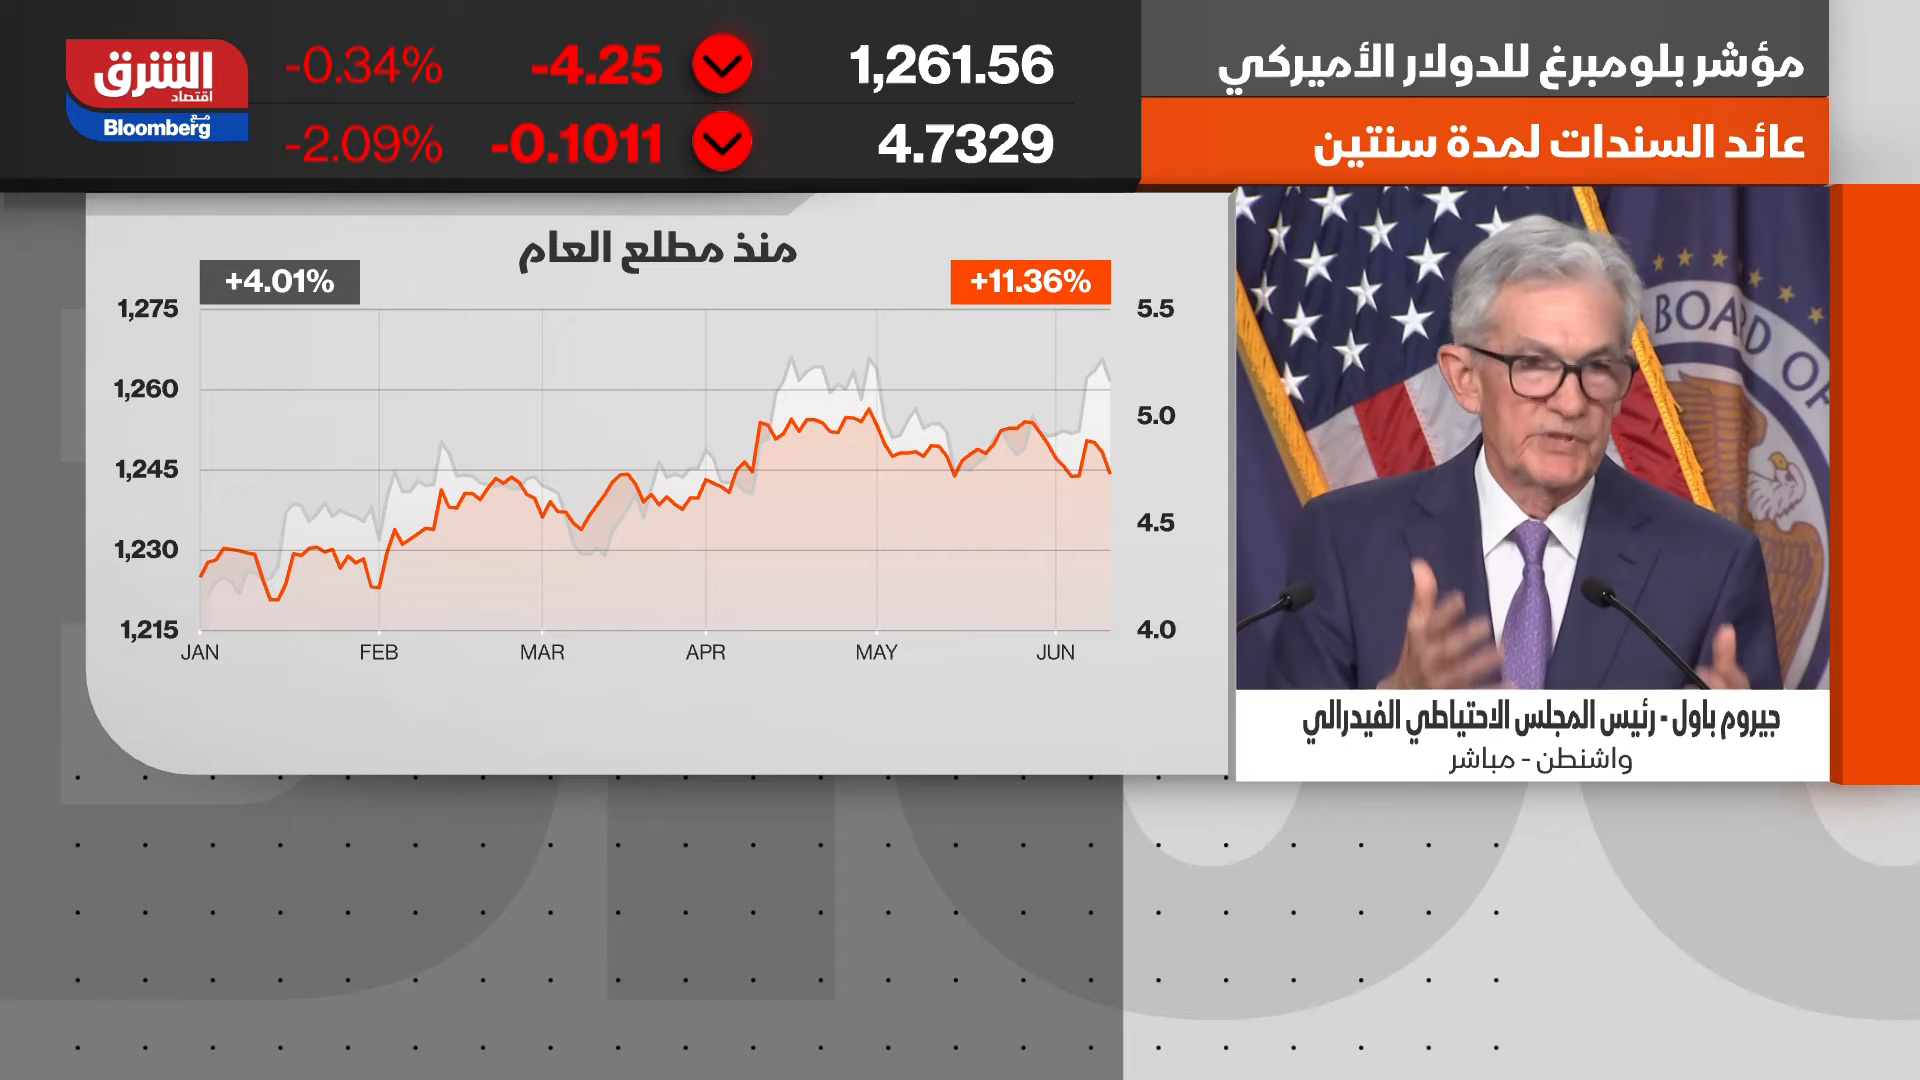 الشرق
اقتصاد
مع
Bloomberg
مؤشر بلومبرغ للدولار الأميركي
1,261.56
-4.25
-0.34%
عائد السندات لمدة سنتين
4.7329
-0.1011
-2.09%
منذ مطلع العام
+4.01%
+11.36%
1,275
1,260
1,245
1,230
1,215
5.5
5.0
4.5
4.0
JAN FEB MAR APR MAY JUN
BOARD OF
جيروم باول - رئيس المجلس الاحتياطي الفيدرالي
واشنطن - مباشر